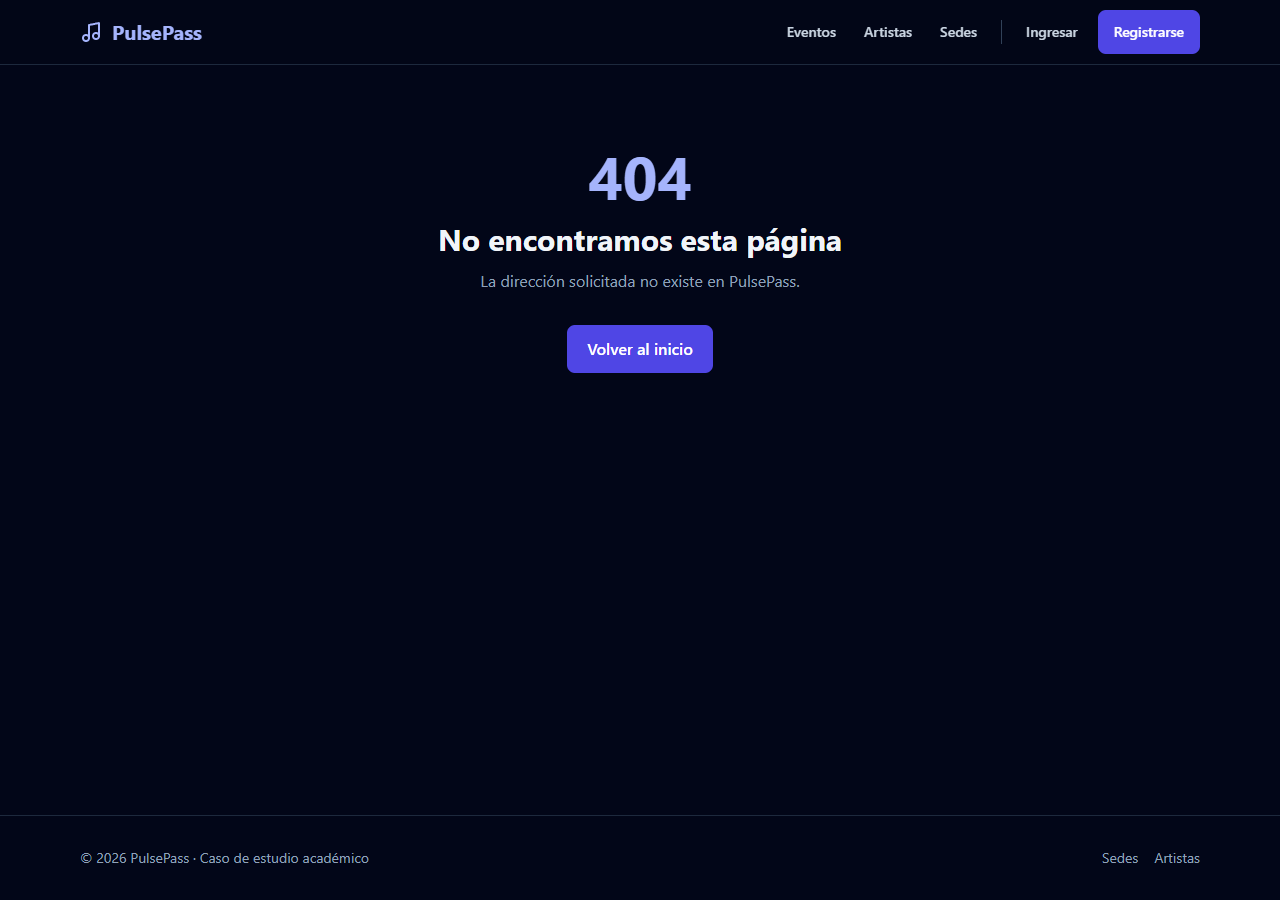 PulsePass
Eventos
Artistas
Sedes
Ingresar
Registrarse
404
No encontramos esta página
La dirección solicitada no existe en PulsePass.
Volver al inicio
© 2026 PulsePass · Caso de estudio académico
Sedes
Artistas